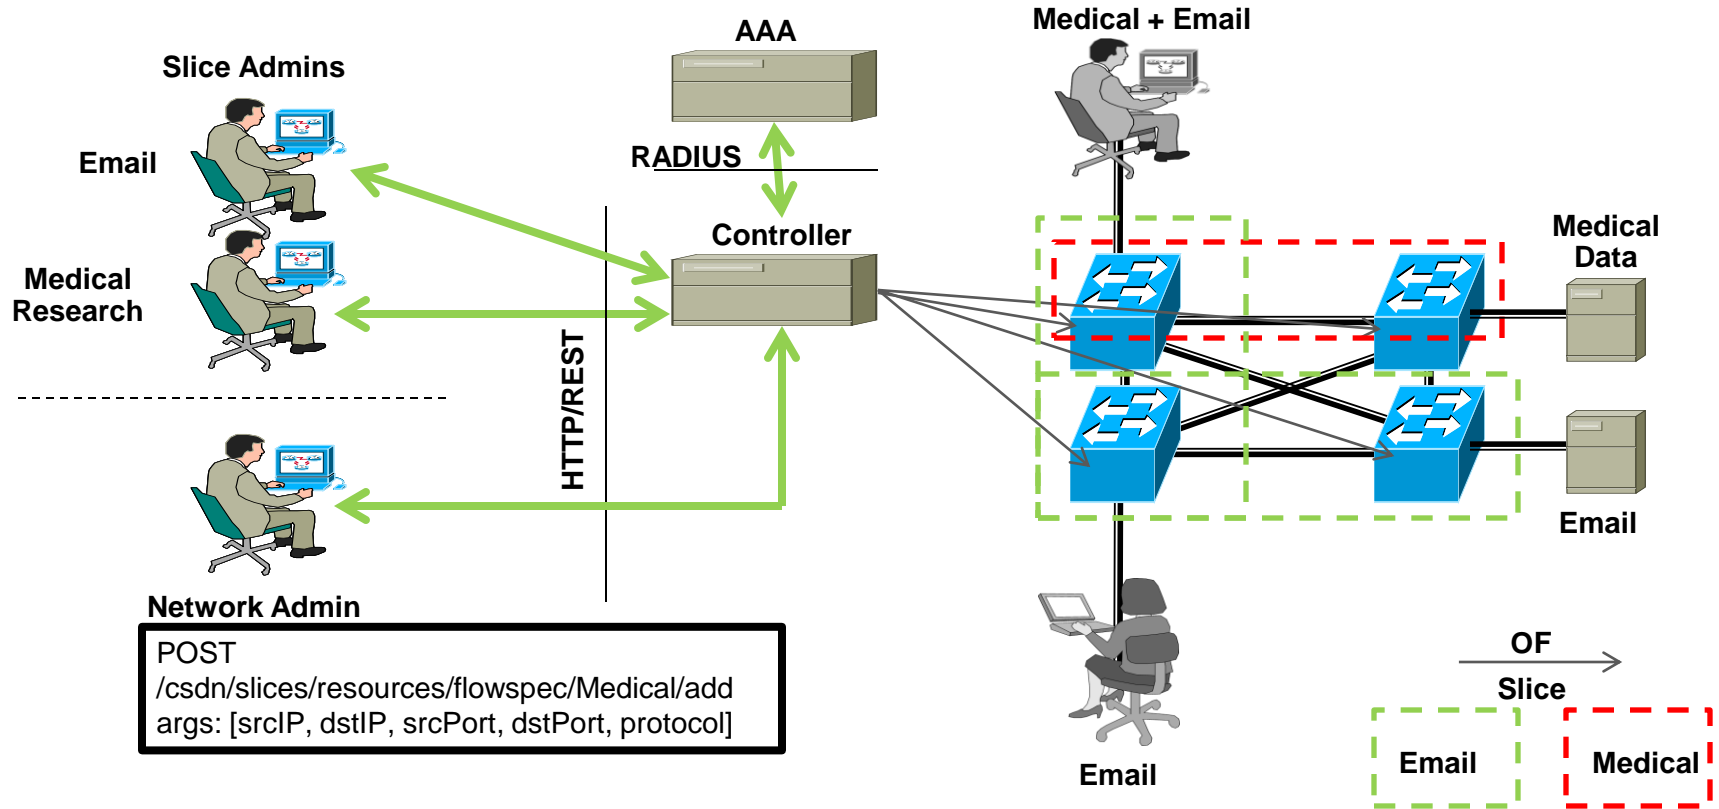 Slice Admins
Email
Medical
Research
AAA
RADIUS
Controller
HTTP/REST
Network Admin
POST
/csdn/slices/resources/flowspec/Medical/add
args: [srcIP, dstIP, srcPort, dstPort, protocol]
Medical + Email
Medical
Data
Email
Email
OF
Slice
Email
Medical